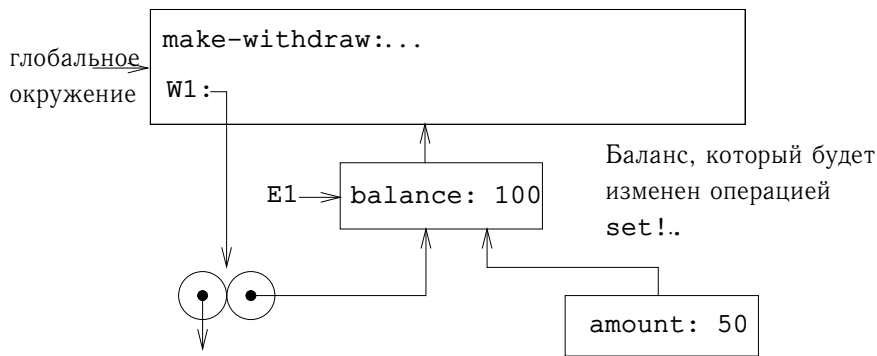 make-withdraw:...
глобальное
окружение
W1:
Баланс, который будет
изменен операцией
set!..
E1
balance: 100
amount: 50